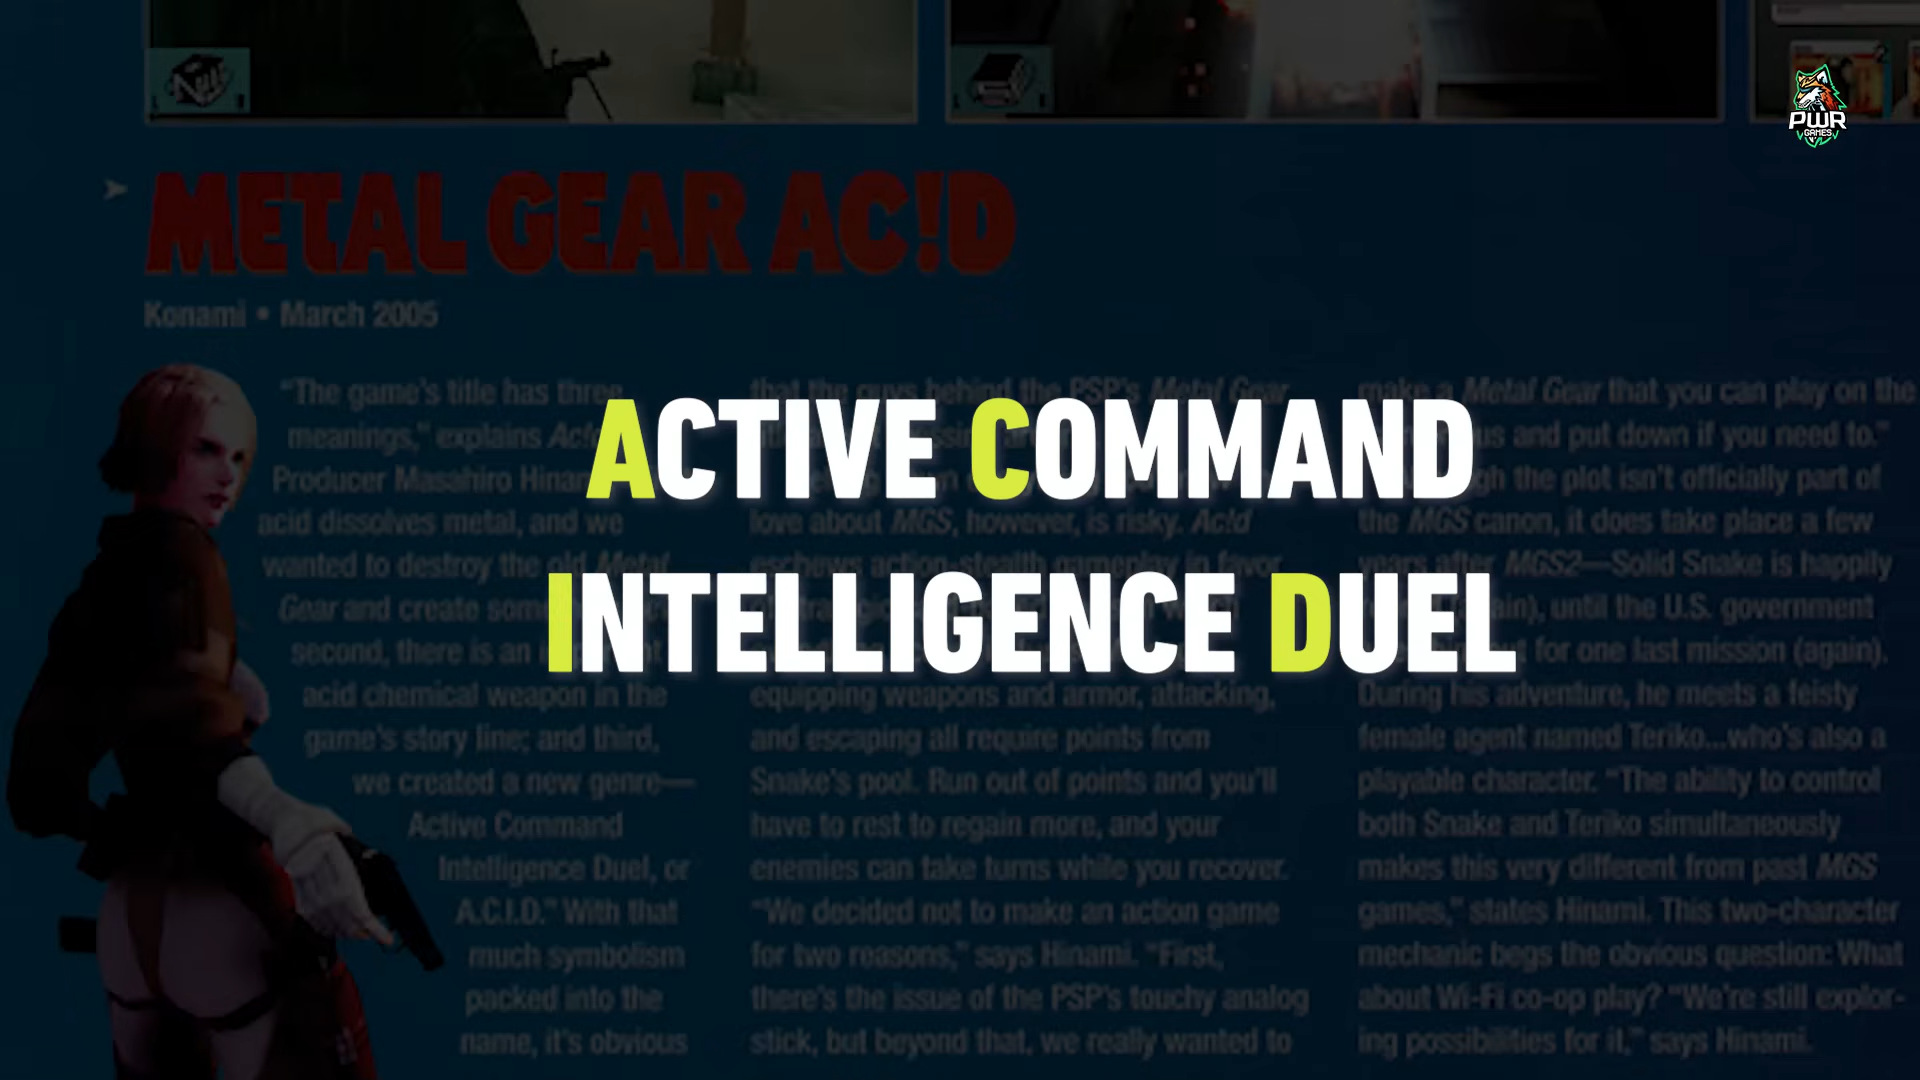 PWR
GAMES
METAL GEAR AC!D
Konami • March 2005
ACTIVE COMMAND
INTELLIGENCE DUEL
"The game's title has three
meanings," explains
Producer Masahiro
acid dissolves metal, and we
wanted to destroy the old Metal
Gear and create
second, there is an
acid chemical weapon in the
game's story line; and third,
we created a new genre—
Active Command
Intelligence Duel, or
A.C.I.D." With that
much symbolism
packed into the
name, it's obvious
that the guys behind the PSP's Metal Gear
love about MGS, however, is risky. Ac!d
eschews action stealth gameplay in favor
equipping weapons and armor, attacking,
and escaping all require points from
Snake's pool. Run out of points and you'll
have to rest to regain more, and your
enemies can take turns while you recover.
"We decided not to make an action game
for two reasons," says Hinami. "First,
there's the issue of the PSP's touchy analog
stick, but beyond that, we really wanted to
make a Metal Gear that you can play on the
and put down if you need to."
the plot isn't officially part of
the MGS canon, it does take place a few
years after MGS2—Solid Snake is happily
until the U.S. government
for one last mission (again).
During his adventure, he meets a feisty
female agent named Teriko...who's also a
playable character. "The ability to control
both Snake and Teriko simultaneously
makes this very different from past MGS
games," states Hinami. This two-character
mechanic begs the obvious question: What
about Wi-Fi co-op play? "We're still explor-
ing possibilities for it," says Hinami.